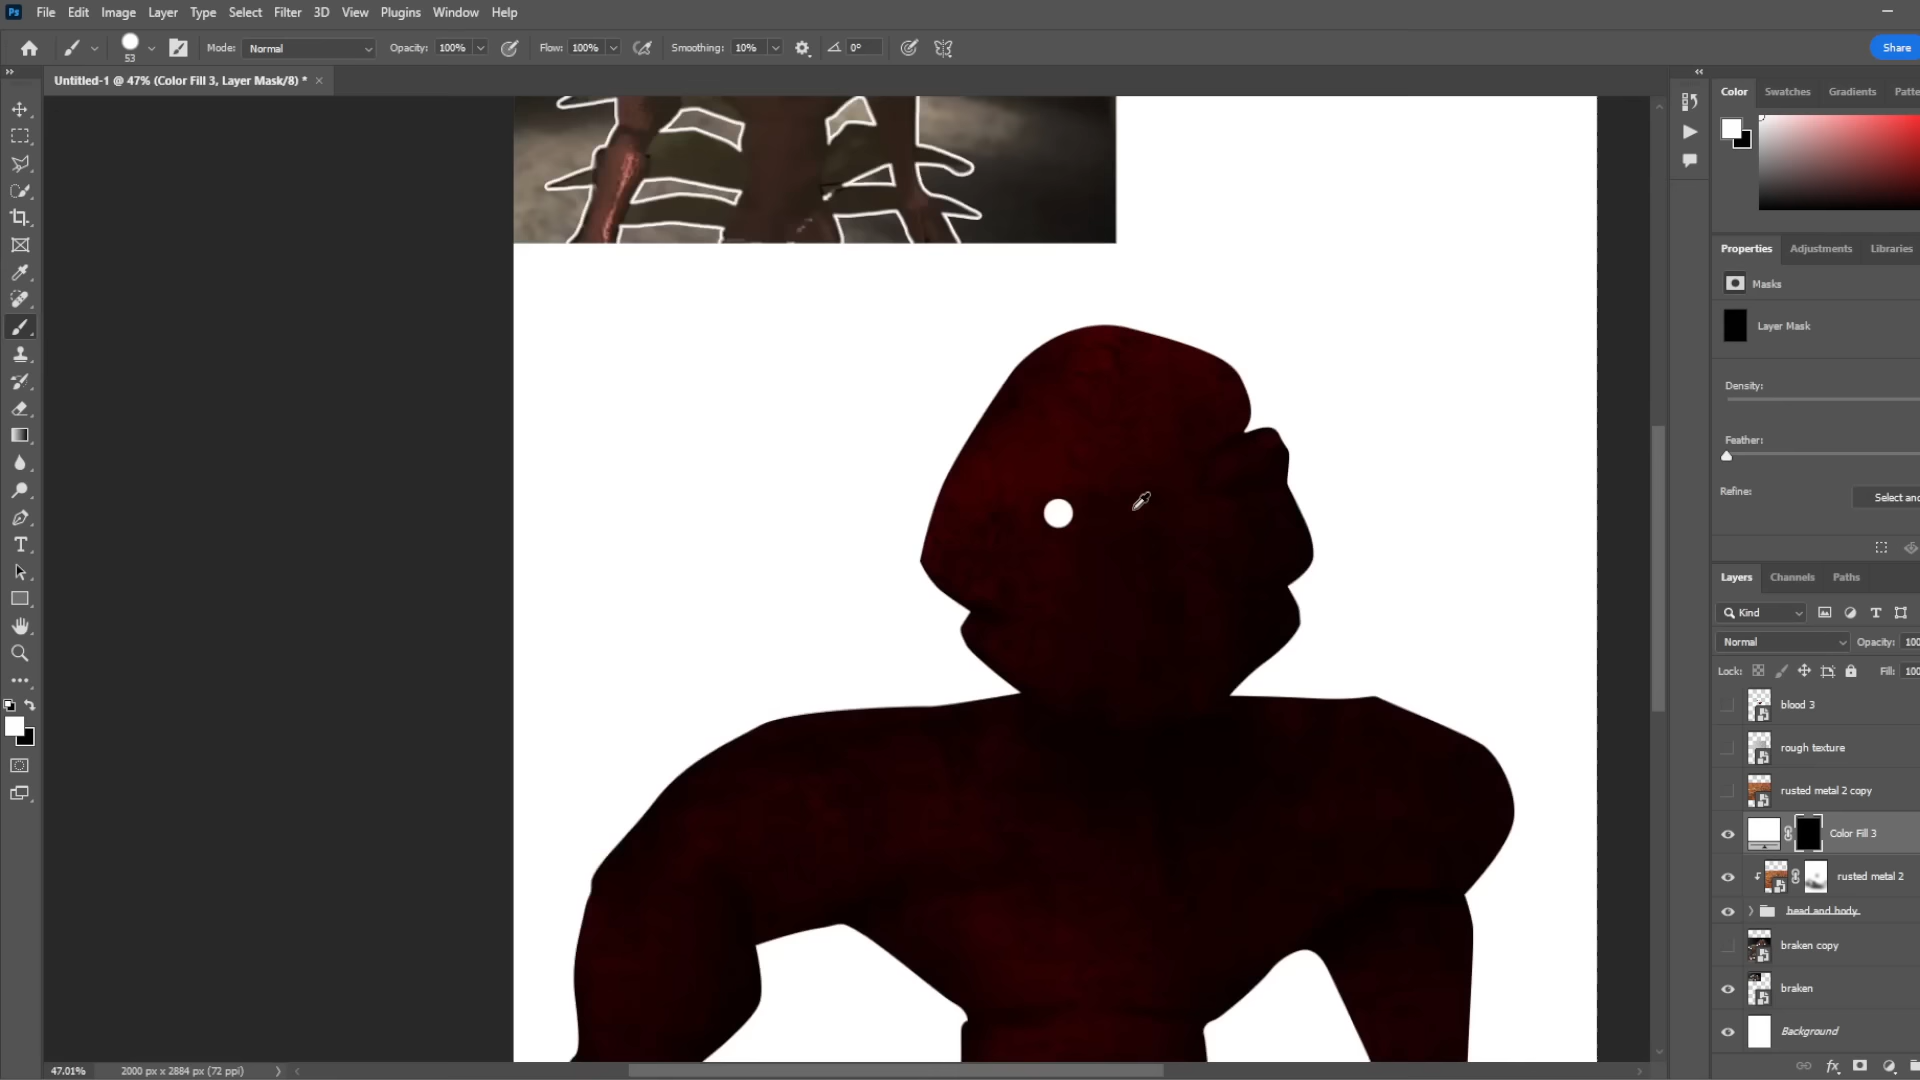 Ps File Edit Image Layer Type Select Filter 3D View Plugins Window Help
53 Mode: Normal Opacity: 100% Flow: 100% Smoothing: 10% 0° Share
Untitled-1 @ 47% (Color Fill 3, Layer Mask/8) * ×
Color Swatches Gradients Patte
Properties Adjustments Libraries
Masks
Layer Mask
Density:
Feather:
Refine: Select and
Layers Channels Paths
Kind
Normal Opacity: 100
Lock: Fill: 100
blood 3
rough texture
rusted metal 2 copy
Color Fill 3
rusted metal 2
head and body
braken copy
braken
Background
fx
47.01% 2000 px x 2884 px (72 ppi)